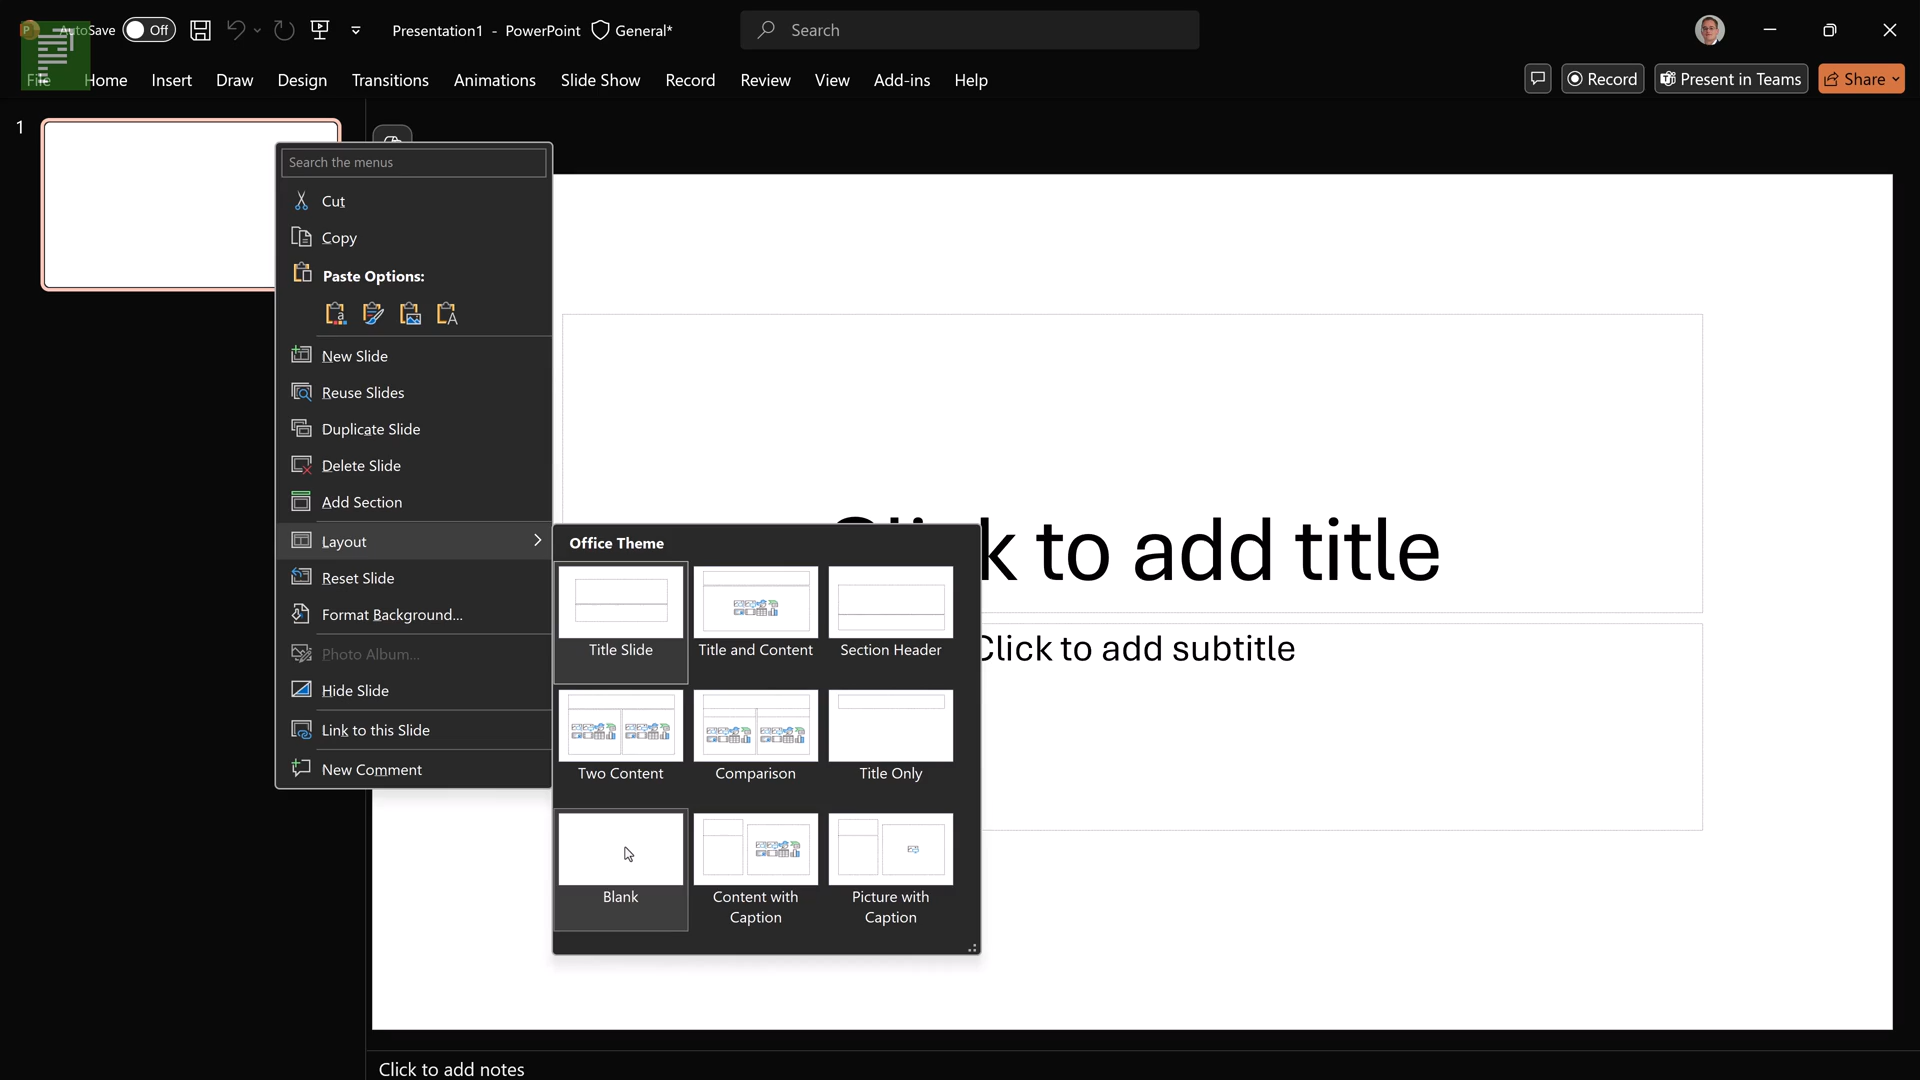 AutoSave Off Presentation1 - PowerPoint General* Search
File Home Insert Draw Design Transitions Animations Slide Show Record Review View Add-ins Help Record Present in Teams Share
1
Search the menus
Cut
Copy
Paste Options:
New Slide
Reuse Slides
Duplicate Slide
Delete Slide
Add Section
Layout
Reset Slide
Format Background...
Photo Album...
Hide Slide
Link to this Slide
New Comment
Office Theme
Title Slide Title and Content Section Header
Two Content Comparison Title Only
Blank Content with Picture with
Caption Caption
Click to add title
Click to add subtitle
Click to add notes